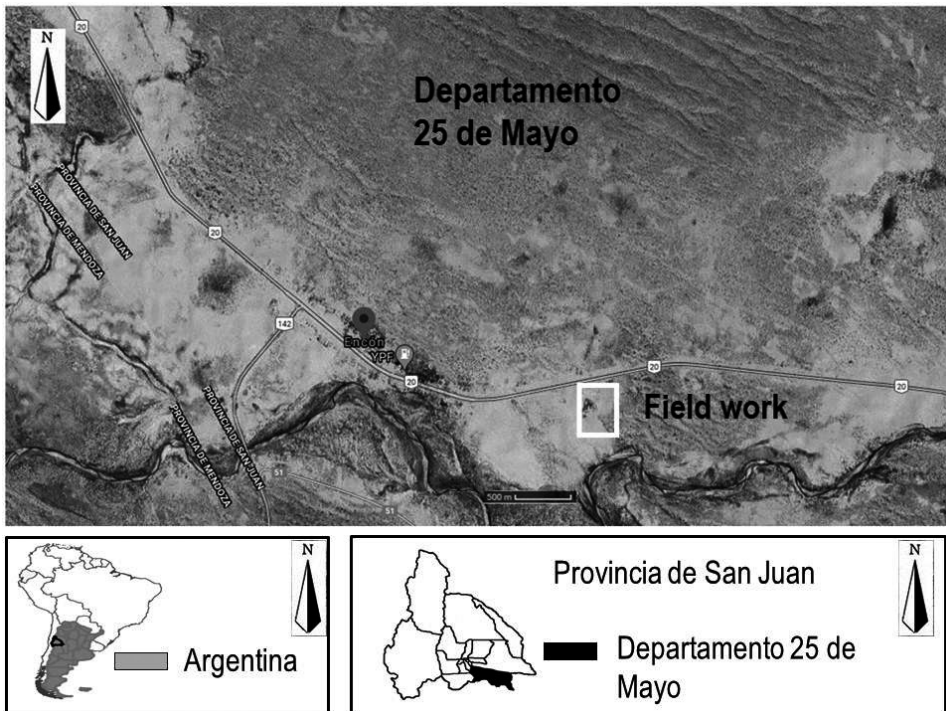 N
20
Departamento
25 de Mayo
PROVINCIA DE SAN JUAN
PROVINCIA DE MENDOZA
20
142
Encón
YPF
20
20
20
Field work
PROVINCIA DE SAN JUAN
PROVINCIA DE MENDOZA
51
500 m
51
N
Argentina
N
Provincia de San Juan
Departamento 25 de
Mayo